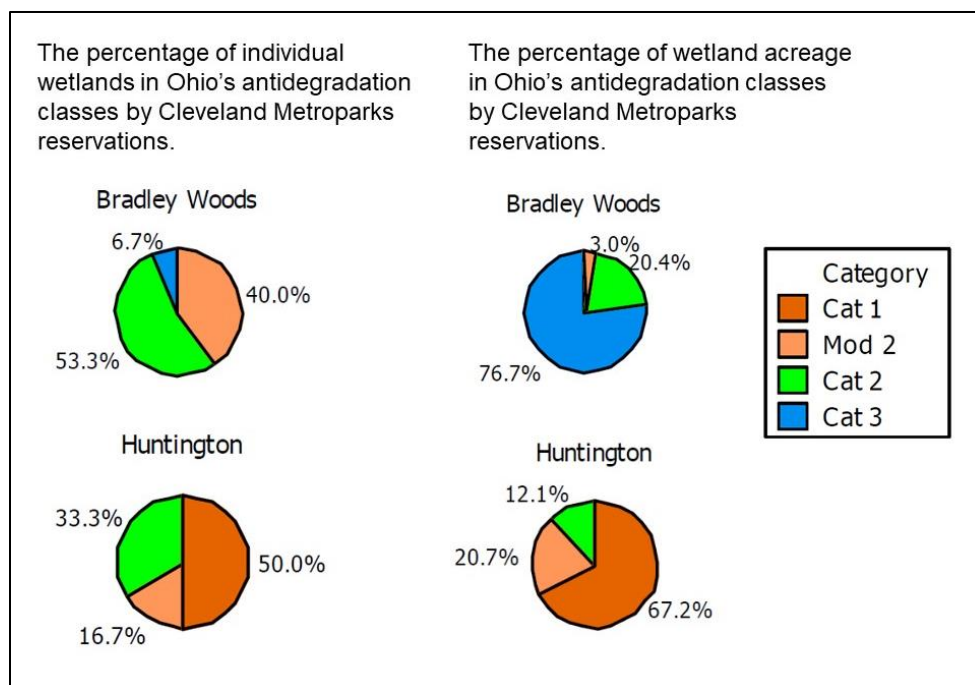 The percentage of individual
wetlands in Ohio's antidegradation
classes by Cleveland Metroparks
reservations.
The percentage of wetland acreage
in Ohio's antidegradation classes
by Cleveland Metroparks
reservations.
Bradley Woods
6.7%
40.0%
53.3%
Bradley Woods
3.0%
20.4%
76.7%
Category
Cat 1
Mod 2
Cat 2
Cat 3
Huntington
33.3%
50.0%
16.7%
Huntington
12.1%
20.7%
67.2%